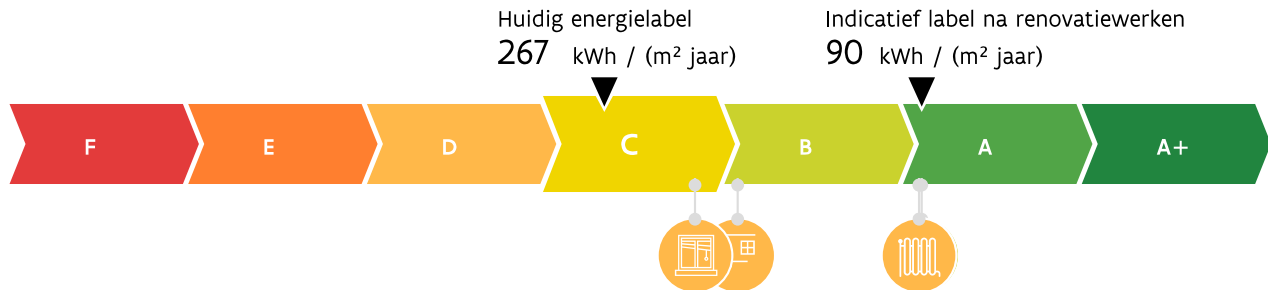 Huidig energielabel
267 kWh / (m² jaar)
Indicatief label na renovatiewerken
90 kWh / (m² jaar)
F E D C B A A+